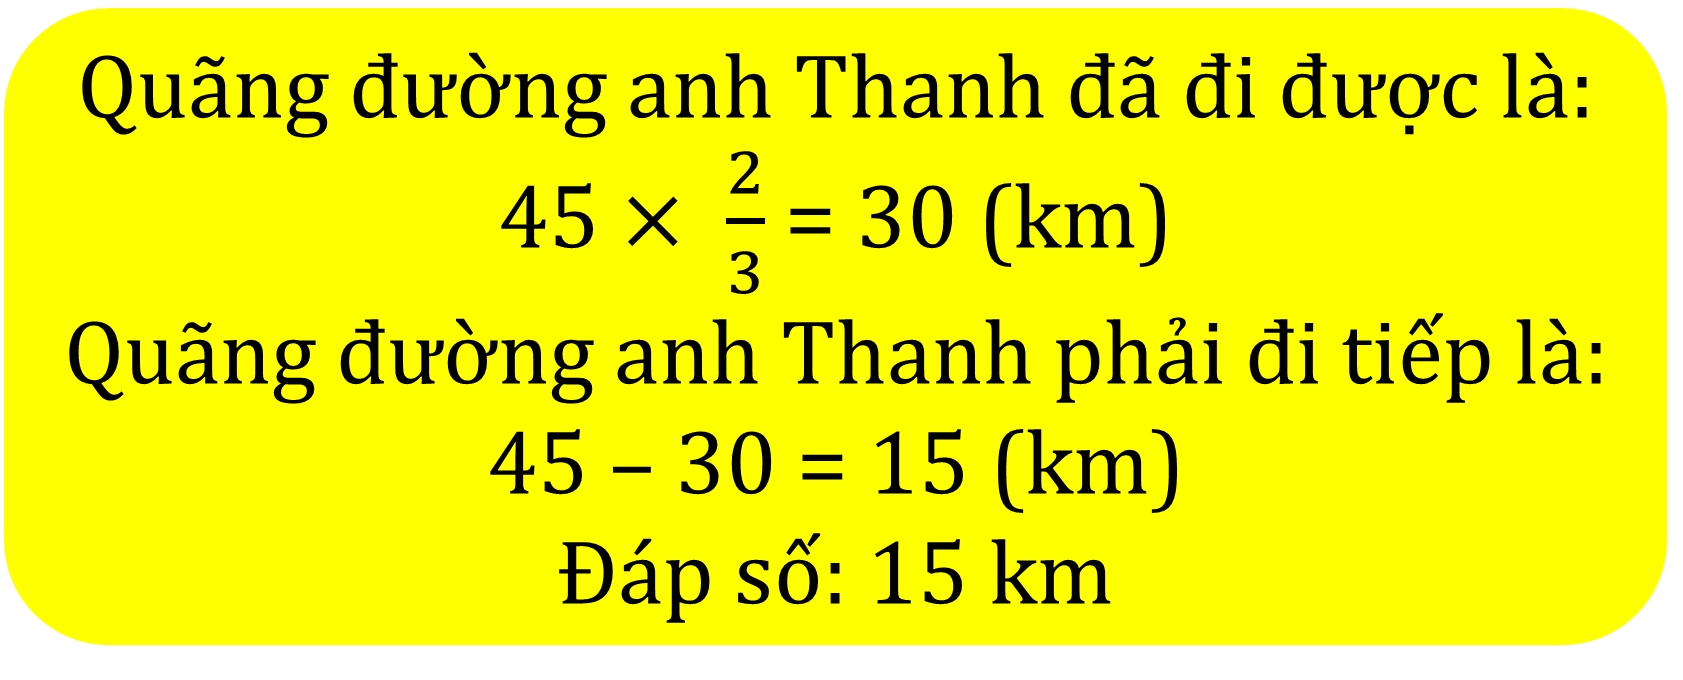 Quãng đường anh Thanh đã đi được là:
45 × 2/3 = 30 (km)
Quãng đường anh Thanh phải đi tiếp là:
45 – 30 = 15 (km)
Đáp số: 15 km